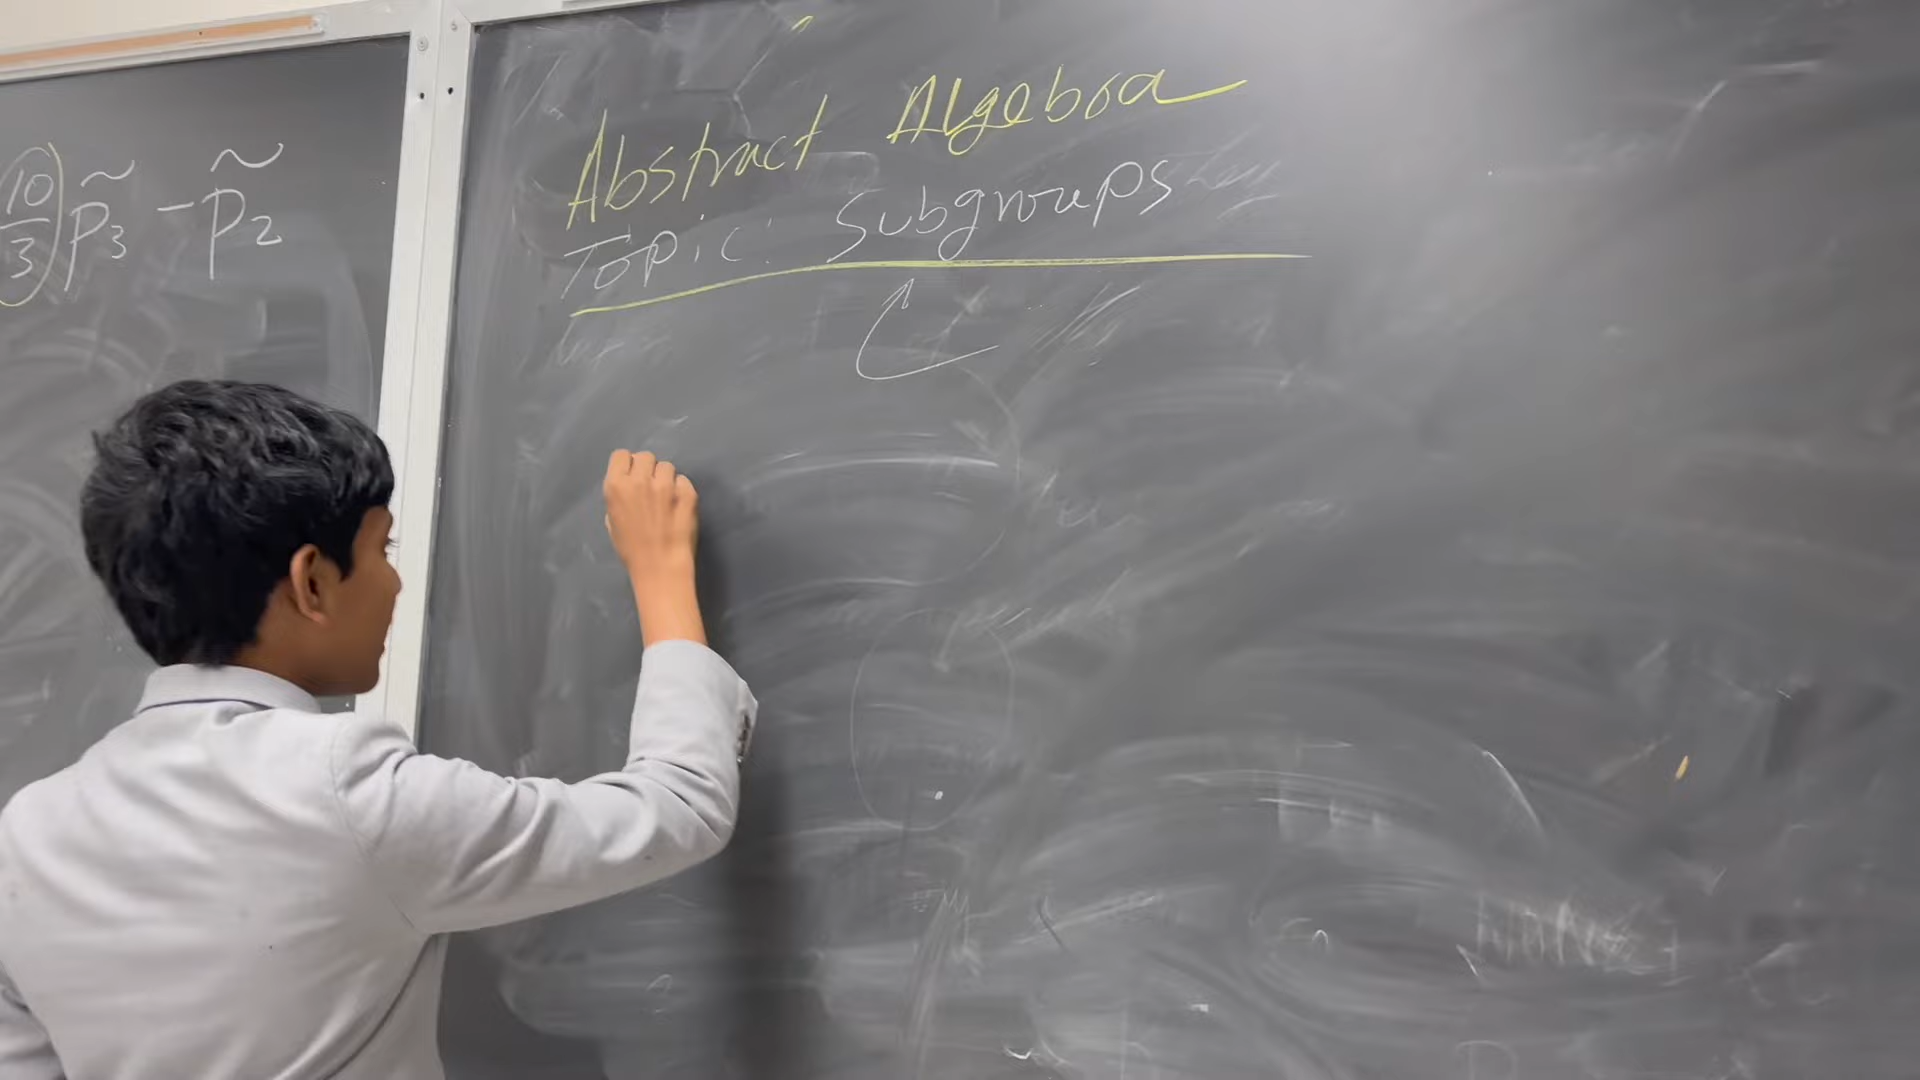 10/3 p̃3 - p̃2
Abstract Algebra
Topic: Subgroups